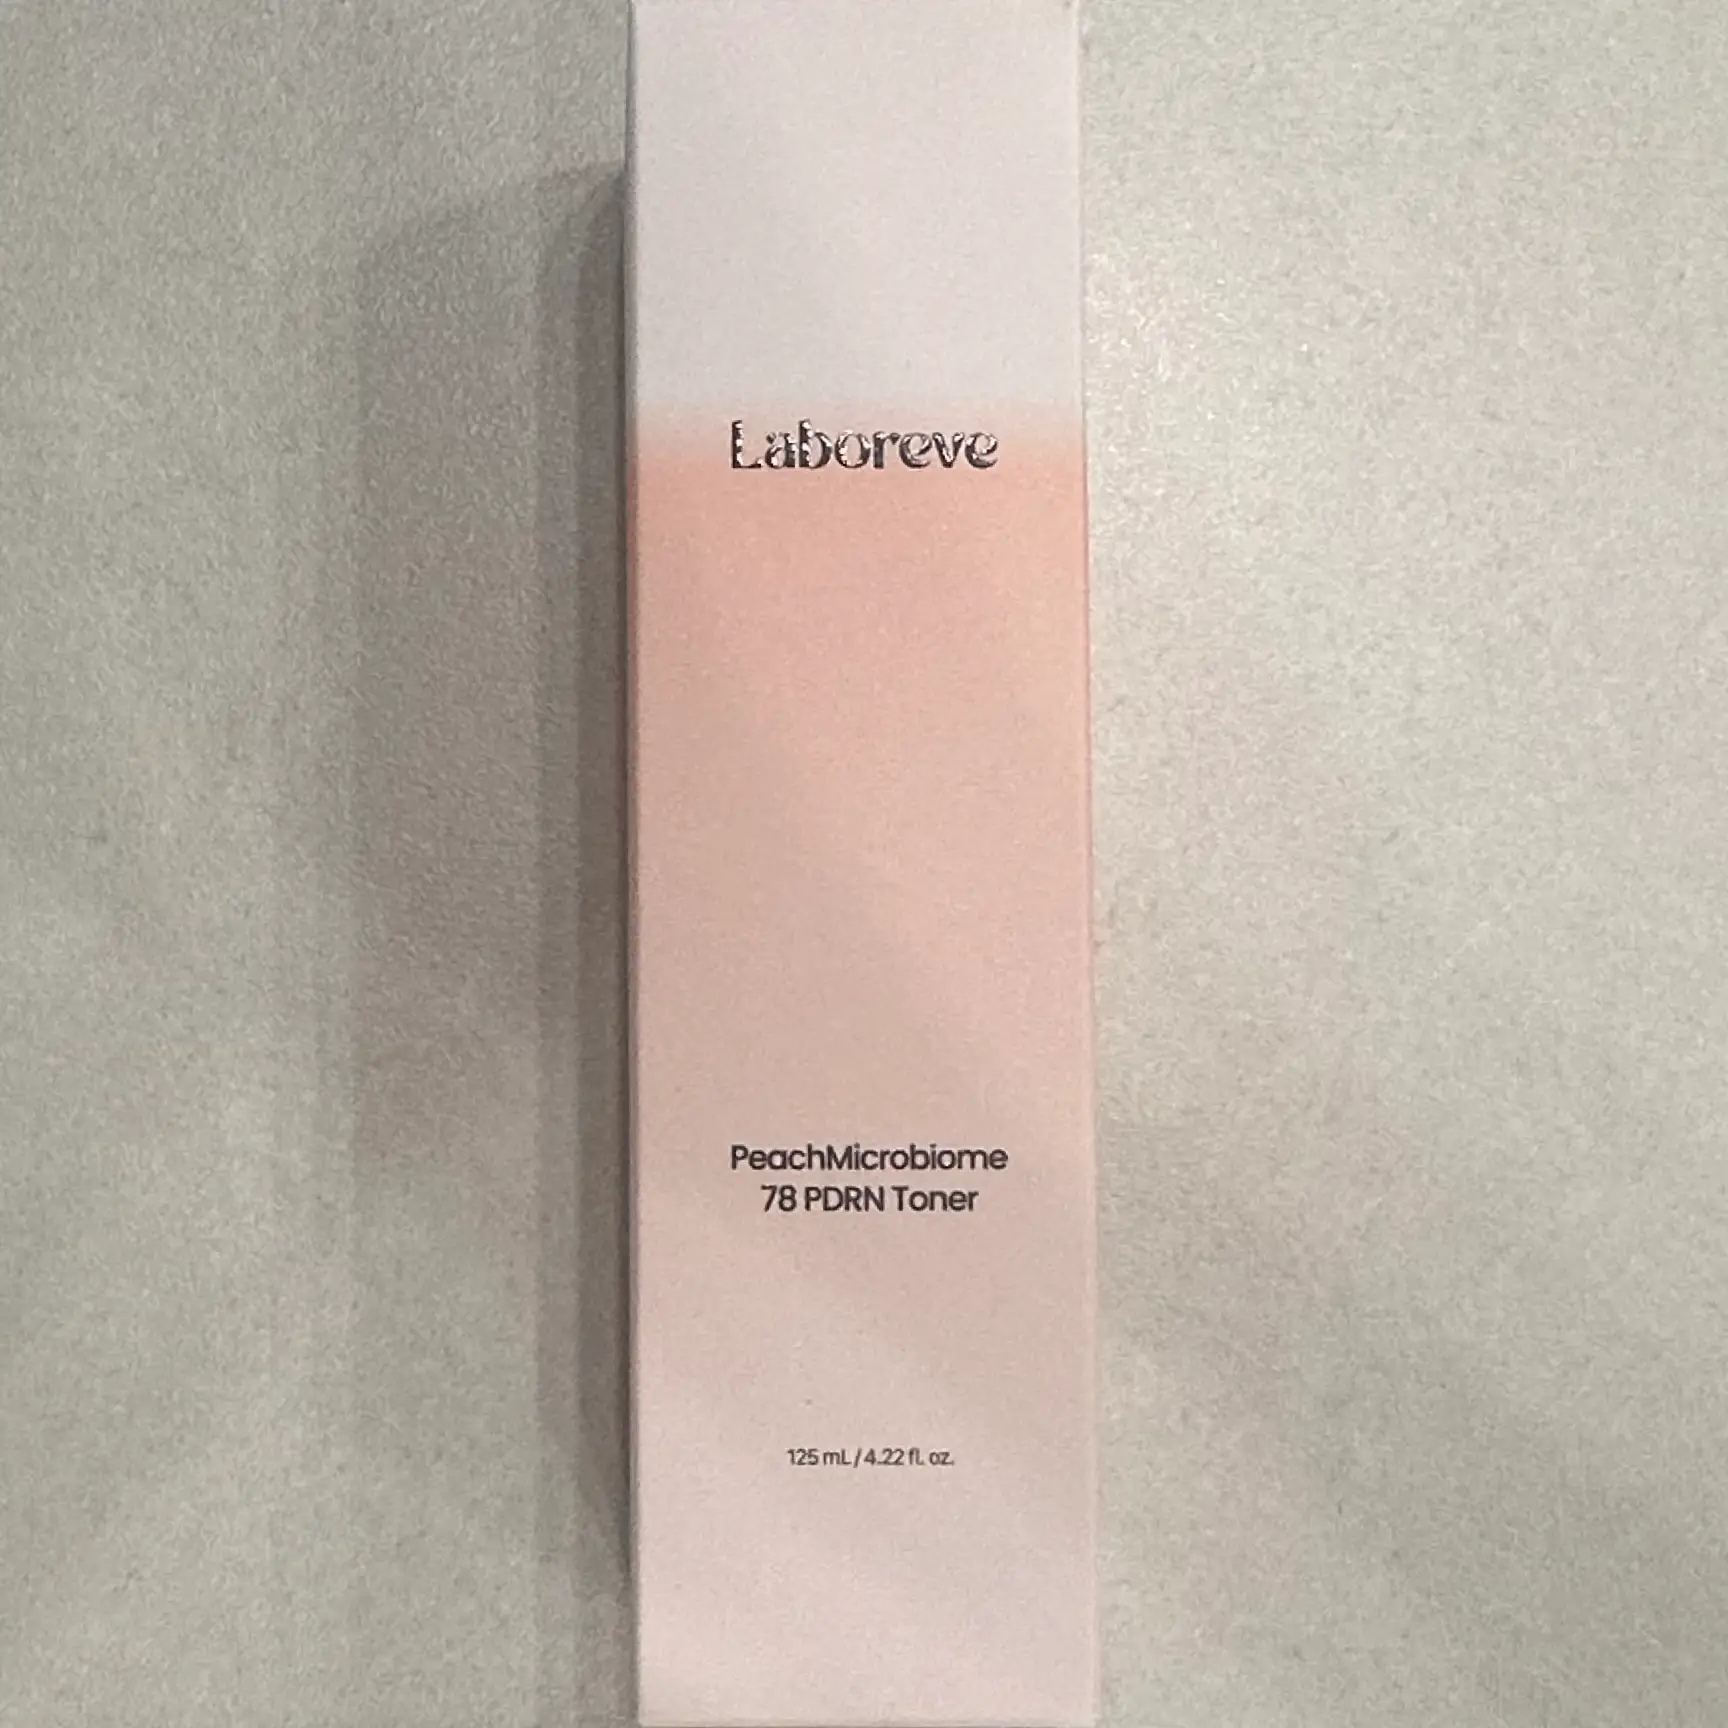 Laboreve
PeachMicrobiome
78 PDRN Toner
125 mL / 4.22 fl. oz.